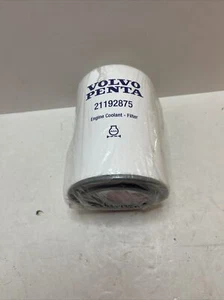 VOLVO
PENTA
21192875
Engine Coolant - Filter